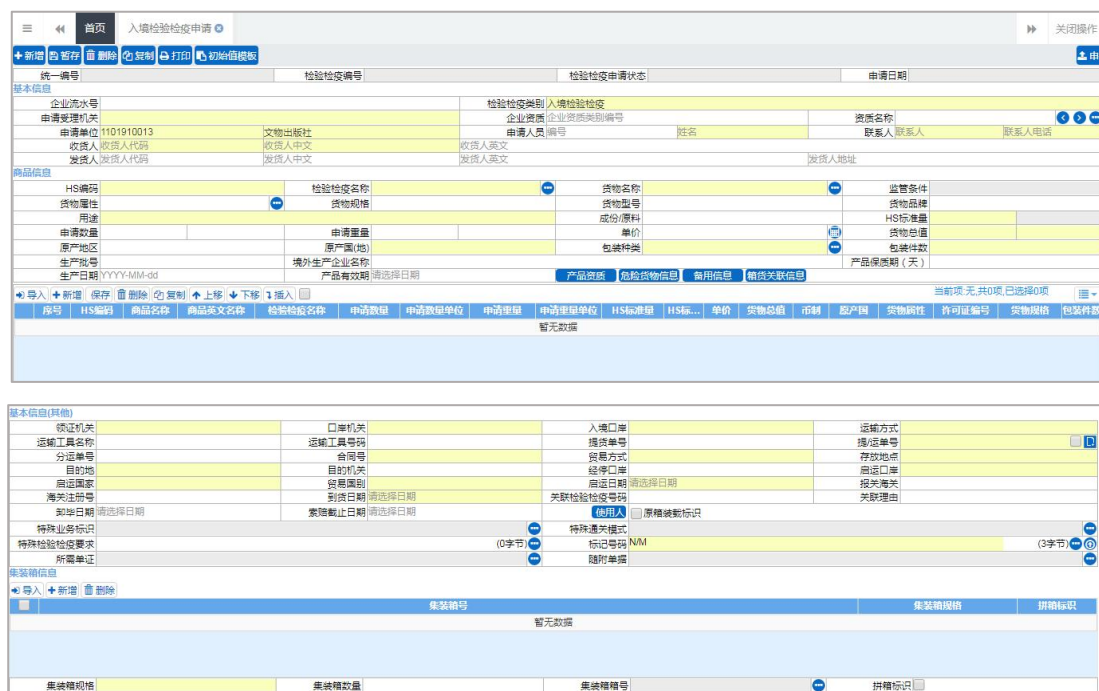 首页 入境检验检疫申请 关闭操作
新增 暂存 删除 复制 打印 初始值模板 申
统一编号 检验检疫编号 检验检疫申请状态 申请日期
基本信息
企业流水号 检验检疫类别 入境检验检疫
申请受理机关 企业资质 企业资质类别编号 资质名称
申请单位 1101910013 文物出版社 申请人员 编号 姓名 联系人 联系人 联系人电话
收货人 收货人代码 收货人中文 收货人英文
发货人 发货人代码 发货人中文 发货人英文 发货人地址
商品信息
HS编码 检验检疫名称 货物名称 监管条件
货物属性 货物规格 货物型号 货物品牌
用途 成份/原料 HS标准量
申请数量 申请重量 单价 货物总值
原产地区 原产国(地) 包装种类 包装件数
生产批号 境外生产企业名称 产品保质期（天）
生产日期 YYYY-MM-dd 产品有效期 请选择日期 产品资质 危险货物信息 备用信息 箱货关联信息
导入 新增 保存 删除 复制 上移 下移 插入 当前项:无,共0项,已选择0项
序号 HS编码 商品名称 商品英文名称 检验检疫名称 申请数量 申请数量单位 申请重量 申请重量单位 HS标准量 HS标... 单价 货物总值 币制 原产国 货物属性 许可证编号 货物规格 包装件数
暂无数据
基本信息(其他)
领证机关 口岸机关 入境口岸 运输方式
运输工具名称 运输工具号码 提货单号 提/运单号
分运单号 合同号 贸易方式 存放地点
目的地 目的机关 经停口岸 启运口岸
启运国家 贸易国别 启运日期 请选择日期 报关海关
海关注册号 到货日期 请选择日期 关联检验检疫号码 关联理由
卸毕日期 请选择日期 索赔截止日期 请选择日期 使用人 原箱装载标识
特殊业务标识 特殊通关模式
特殊检验检疫要求 (0字节) 标记号码 N/M (3字节)
所需单证 随附单据
集装箱信息
导入 新增 删除
集装箱号 集装箱规格 拼箱标识
暂无数据
集装箱规格 集装箱数量 集装箱箱号 拼箱标识